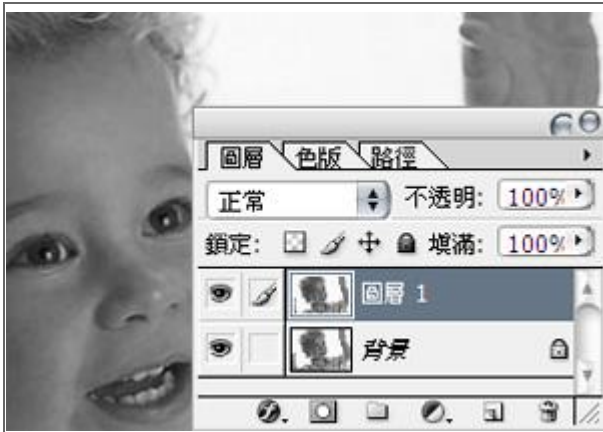 圖層 色版 路徑
正常 不透明: 100%
鎖定: 填滿: 100%
圖層 1
背景